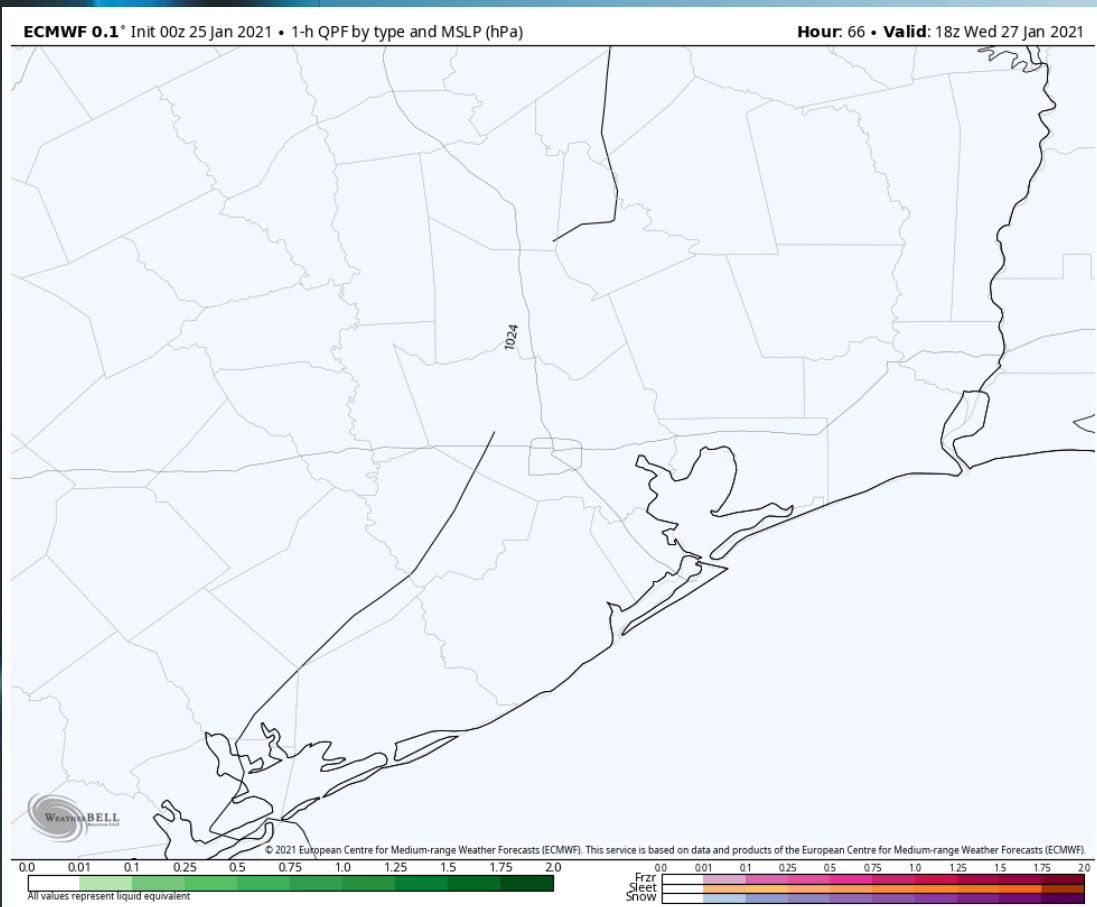 ECMWF 0.1° Init 00z 25 Jan 2021 • 1-h QPF by type and MSLP (hPa)
Hour: 66 • Valid: 18z Wed 27 Jan 2021
1024
WEATHERBELL
© 2021 European Centre for Medium-range Weather Forecasts (ECMWF). This service is based on data and products of the European Centre for Medium-range Weather Forecasts (ECMWF).
0.0 0.01 0.1 0.25 0.5 0.75 1.0 1.25 1.5 1.75 2.0
All values represent liquid equivalent
0.0 0.01 0.1 0.25 0.5 0.75 1.0 1.25 1.5 1.75 2.0
Frzr
Sleet
Snow